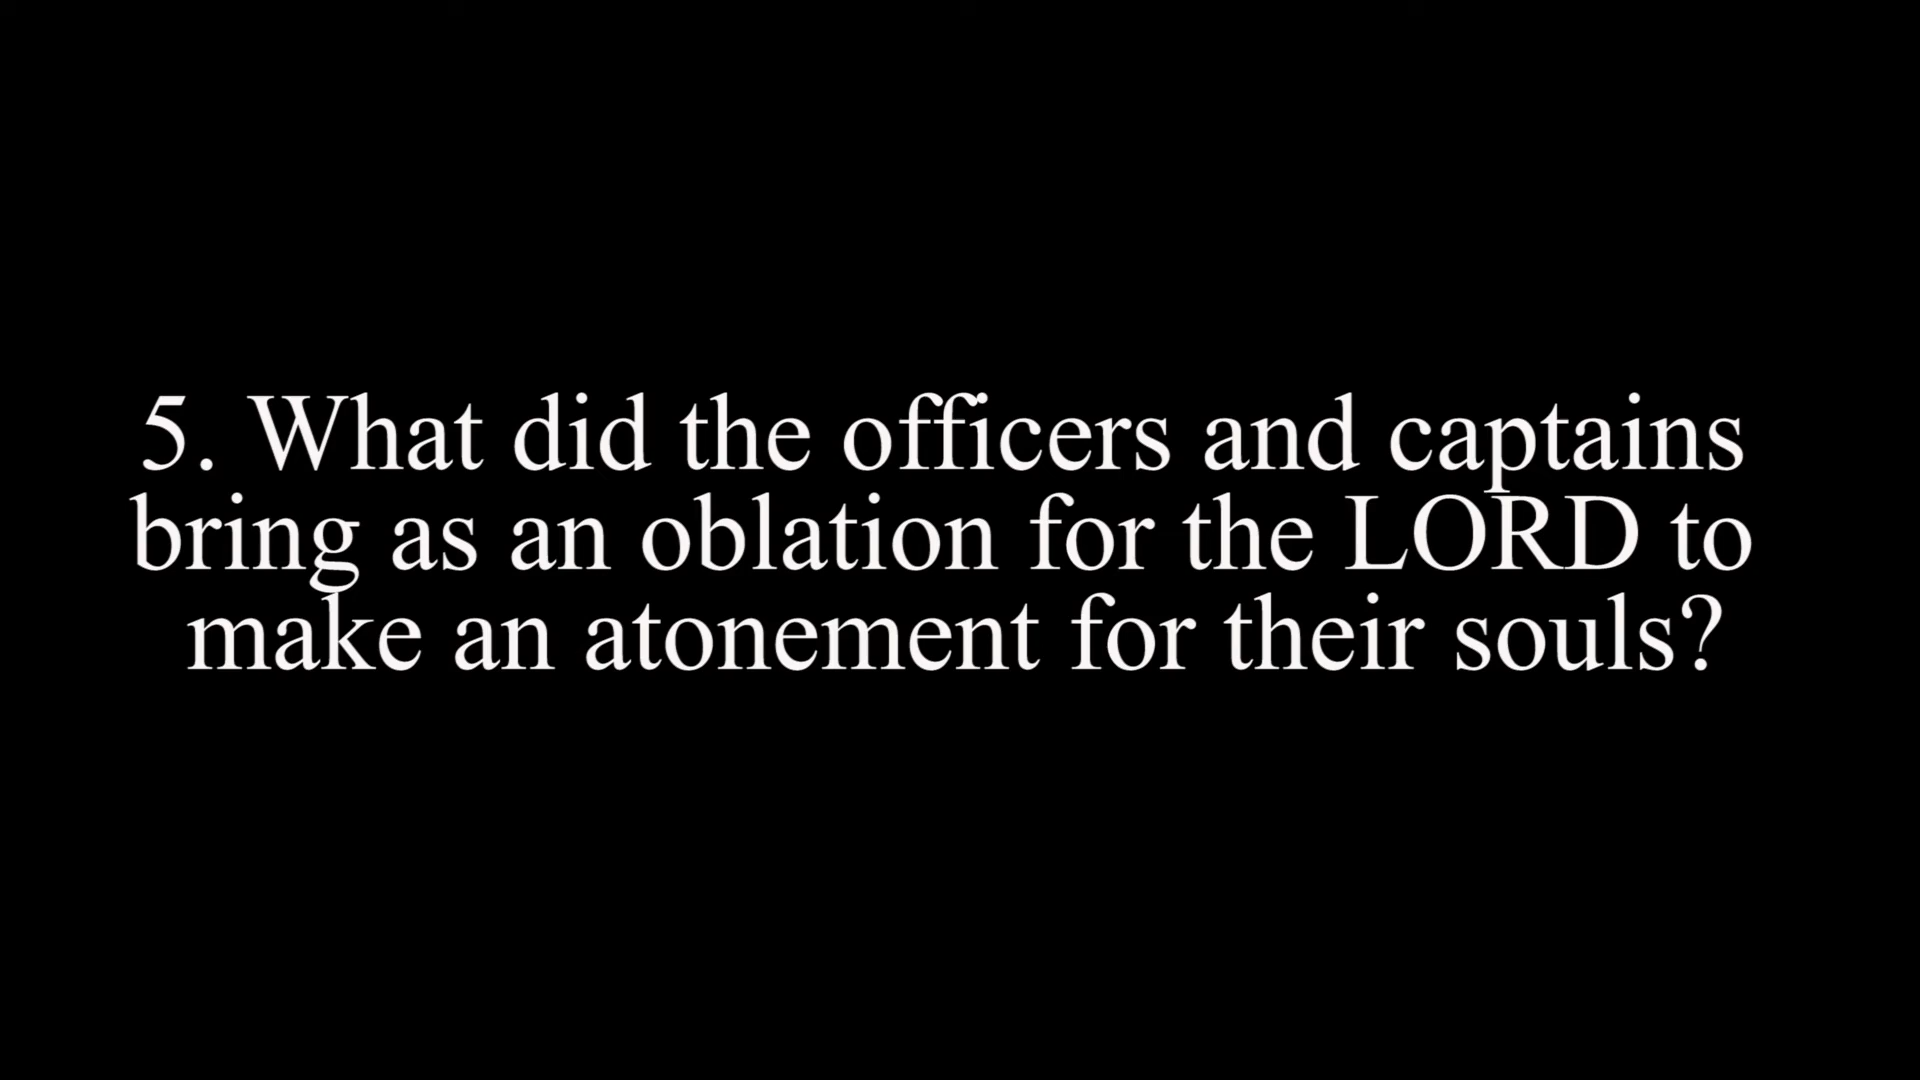 5. What did the officers and captains
bring as an oblation for the LORD to
make an atonement for their souls?